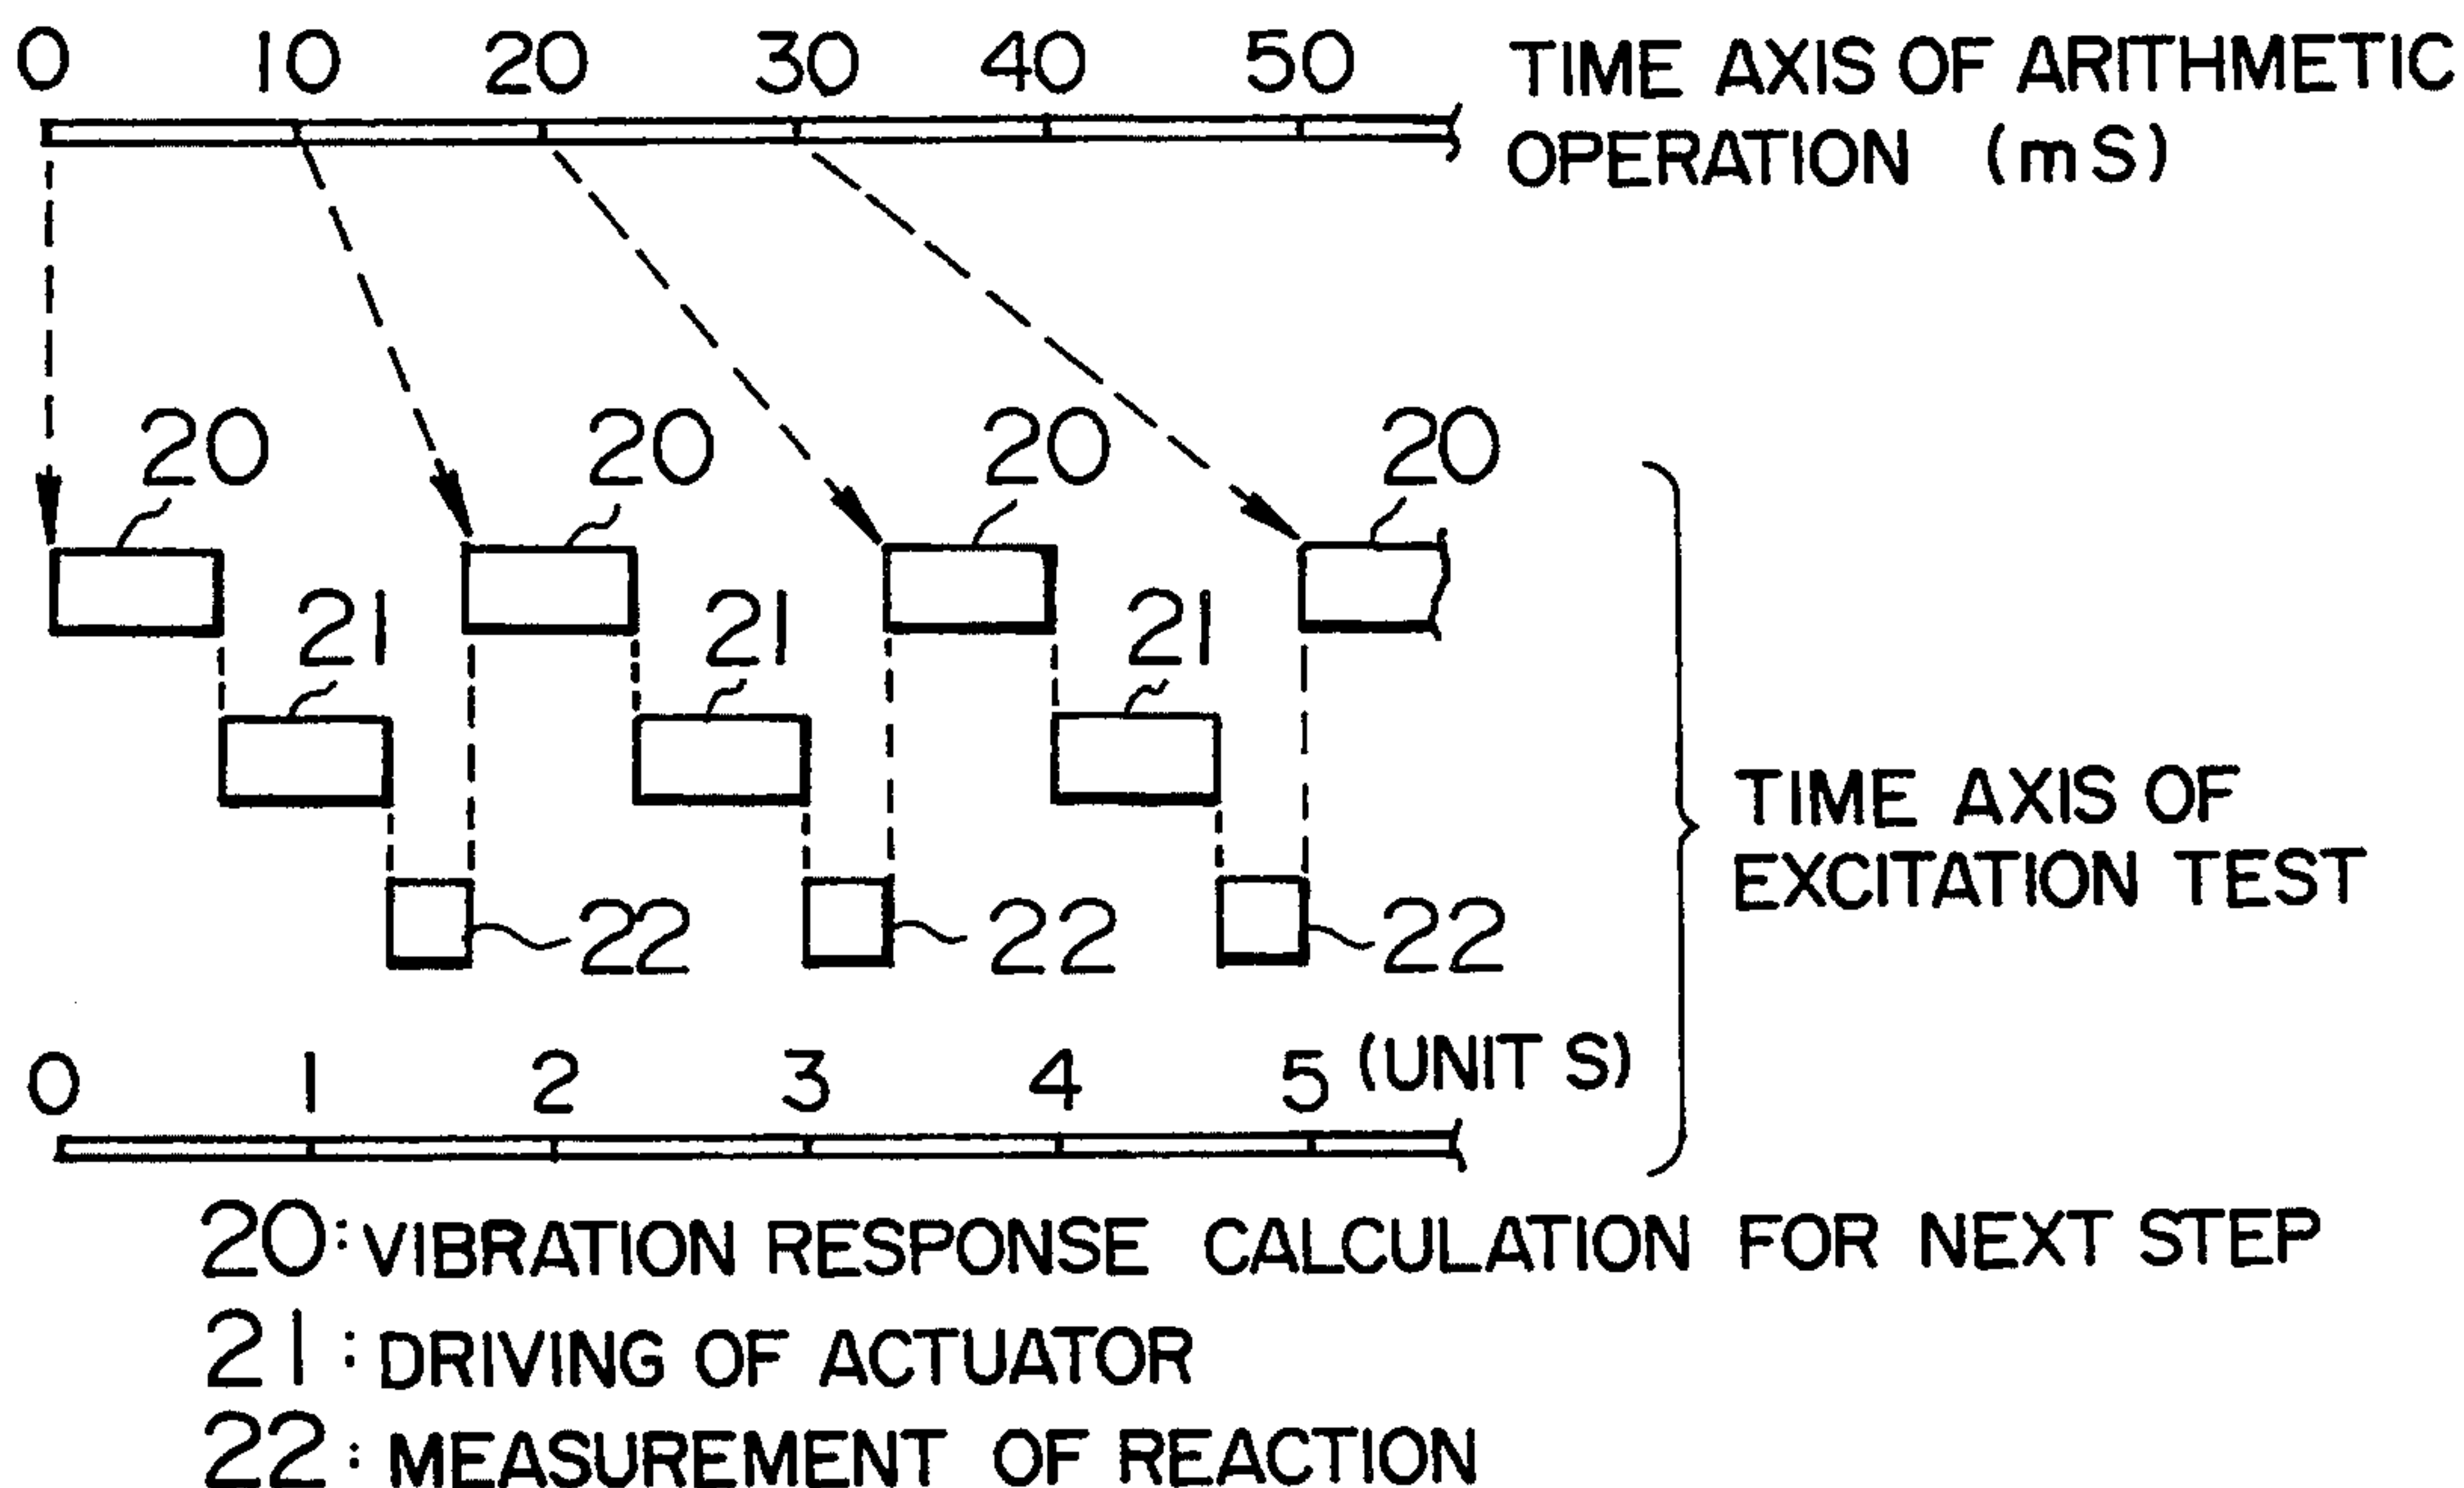 0 10 20 30 40 50 TIME AXIS OF ARITHMETIC
OPERATION (mS)
20 20 20 20
21 21 21
TIME AXIS OF
EXCITATION TEST
22 22 22
0 1 2 3 4 5 (UNIT S)
20: VIBRATION RESPONSE CALCULATION FOR NEXT STEP
21: DRIVING OF ACTUATOR
22: MEASUREMENT OF REACTION